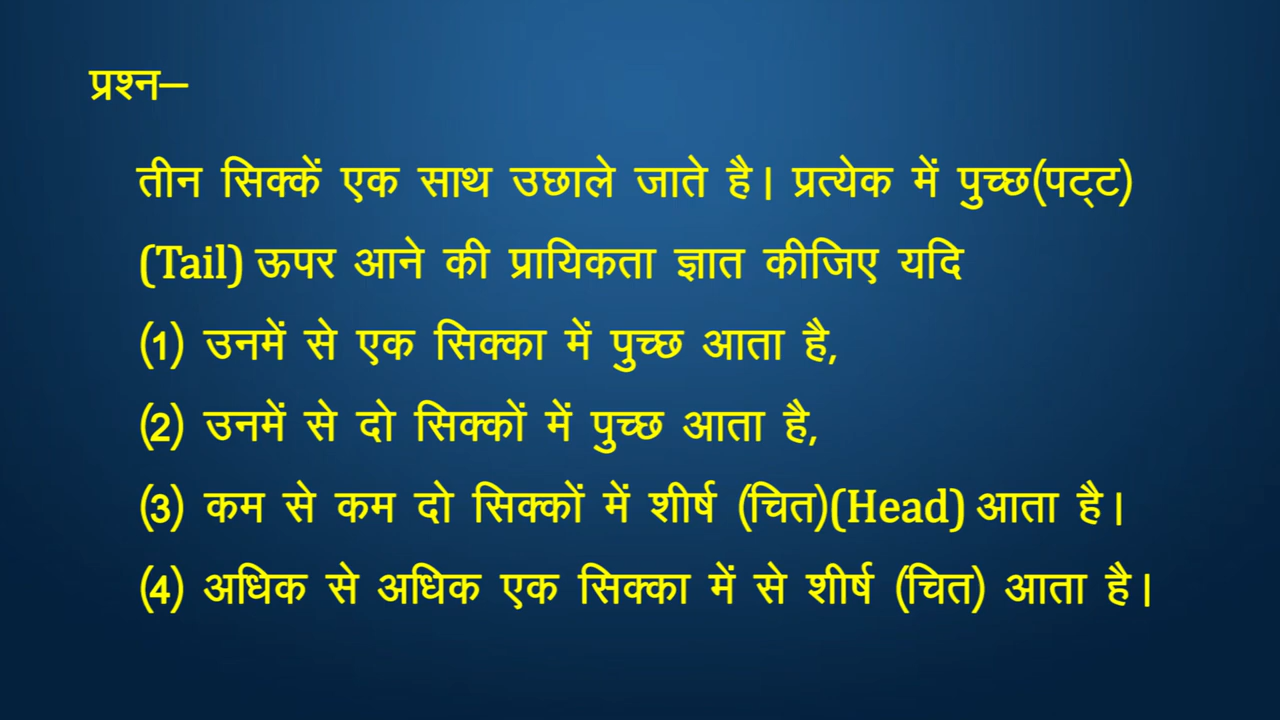 प्रश्न–
तीन सिक्कें एक साथ उछाले जाते है। प्रत्येक में पुच्छ(पट्ट)
(Tail) ऊपर आने की प्रायिकता ज्ञात कीजिए यदि
(1) उनमें से एक सिक्का में पुच्छ आता है,
(2) उनमें से दो सिक्कों में पुच्छ आता है,
(3) कम से कम दो सिक्कों में शीर्ष (चित)(Head) आता है।
(4) अधिक से अधिक एक सिक्का में से शीर्ष (चित) आता है।